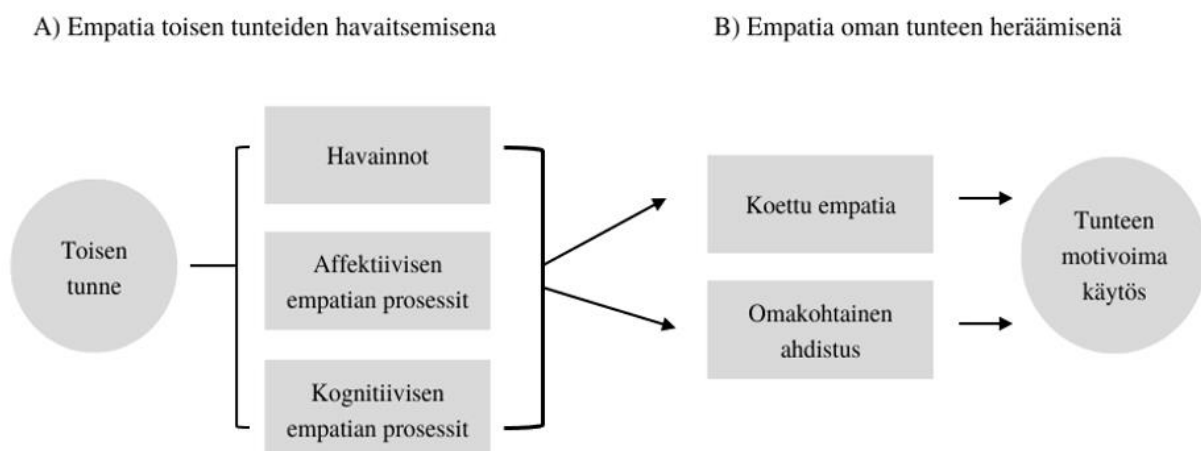 A) Empatia toisen tunteiden havaitsemisena
B) Empatia oman tunteen heräämisenä
Toisen
tunne
Havainnot
Affektiivisen
empatian prosessit
Kognitiivisen
empatian prosessit
Koettu empatia
Omakohtainen
ahdistus
Tunteen
motivoima
käytös